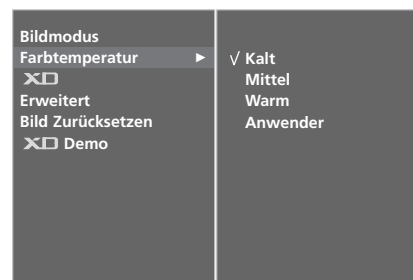 Bildmodus
Farbtemperatur ►
XD
Erweitert
Bild Zurücksetzen
XD Demo
√ Kalt
Mittel
Warm
Anwender